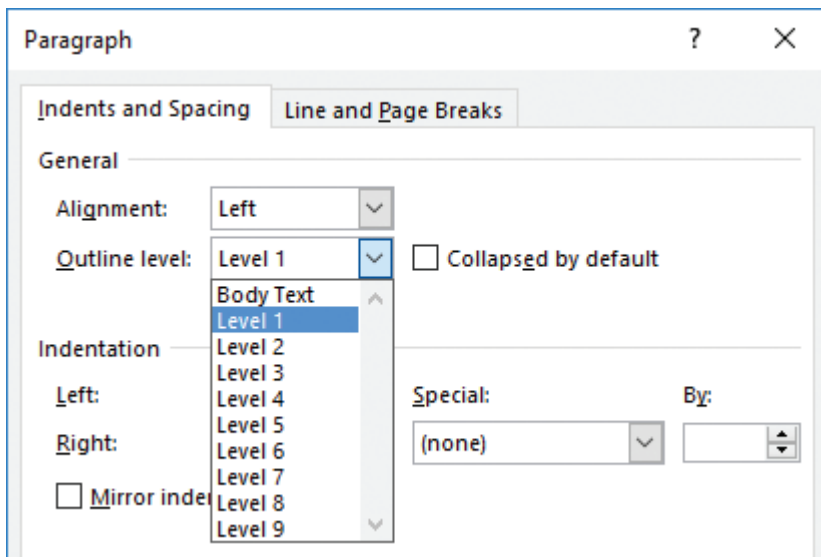 Paragraph ?
Indents and Spacing Line and Page Breaks
General
Alignment: Left
Outline level: Level 1 Collapsed by default
Body Text
Level 1
Indentation Level 2
Level 3
Left: Level 4 Special: By:
Level 5
Right: Level 6 (none)
Level 7
Mirror inde Level 8
Level 9